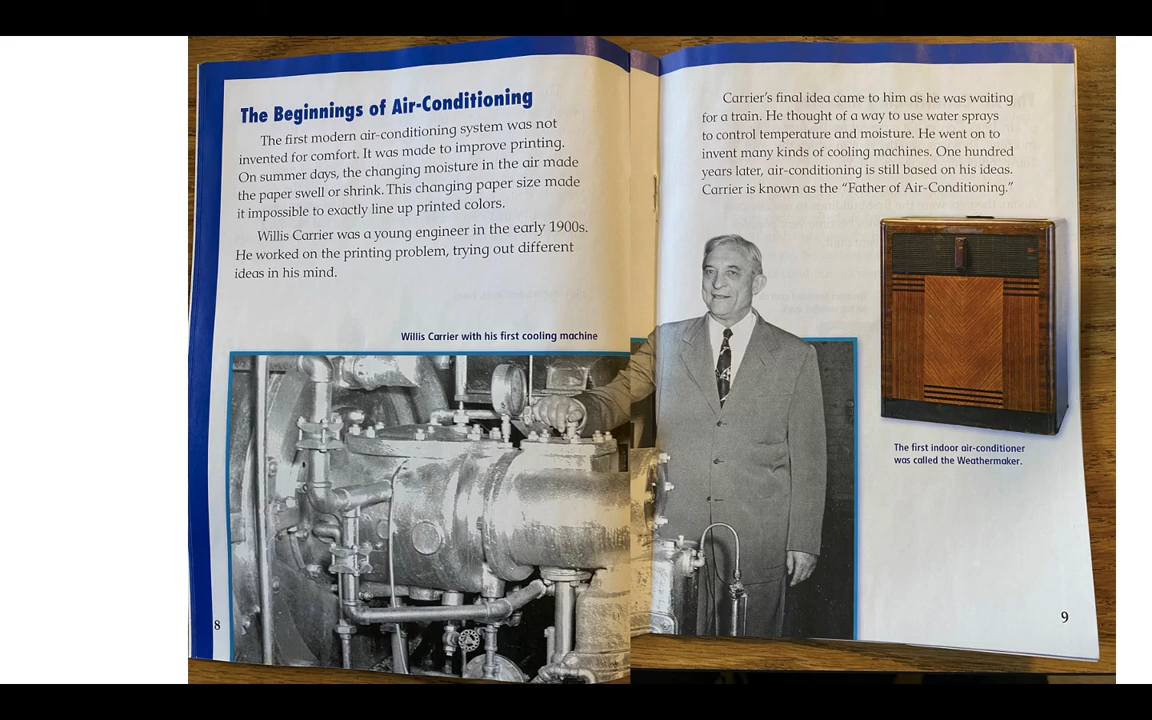 The Beginnings of Air-Conditioning
The first modern air-conditioning system was not
invented for comfort. It was made to improve printing.
On summer days, the changing moisture in the air made
the paper swell or shrink. This changing paper size made
it impossible to exactly line up printed colors.
Willis Carrier was a young engineer in the early 1900s.
He worked on the printing problem, trying out different
ideas in his mind.
Willis Carrier with his first cooling machine
8
Carrier's final idea came to him as he was waiting
for a train. He thought of a way to use water sprays
to control temperature and moisture. He went on to
invent many kinds of cooling machines. One hundred
years later, air-conditioning is still based on his ideas.
Carrier is known as the “Father of Air-Conditioning.”
The first indoor air-conditioner
was called the Weathermaker.
9